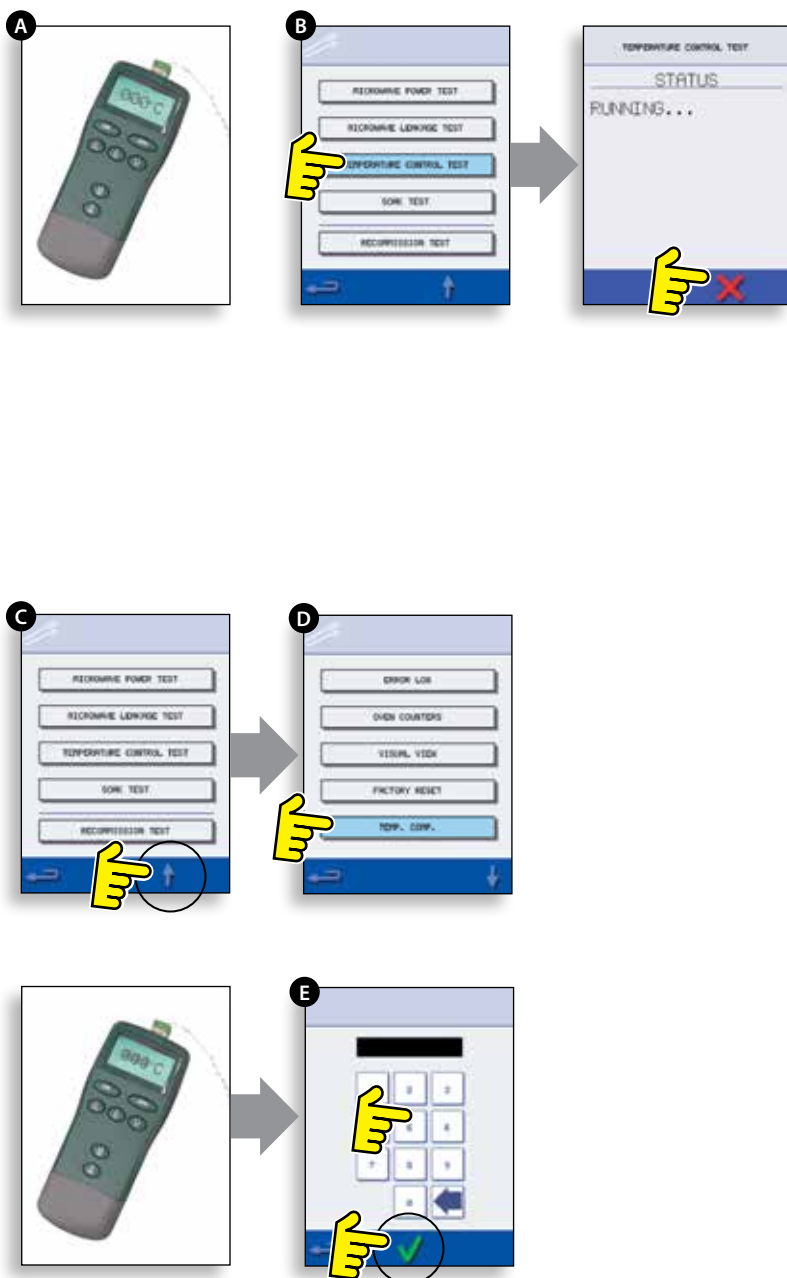 A
000°C
B
MICROWAVE POWER TEST
MICROWAVE LEAKAGE TEST
TEMPERATURE CONTROL TEST
SOAK TEST
RECOMMISSION TEST
TEMPERATURE CONTROL TEST
STATUS
RUNNING...
C
MICROWAVE POWER TEST
MICROWAVE LEAKAGE TEST
TEMPERATURE CONTROL TEST
SOAK TEST
RECOMMISSION TEST
D
ERROR LOG
OVEN COUNTERS
VISUAL VIEW
FACTORY RESET
TEMP. COMP.
000°C
E
2 3
5 6
7 8 9
0